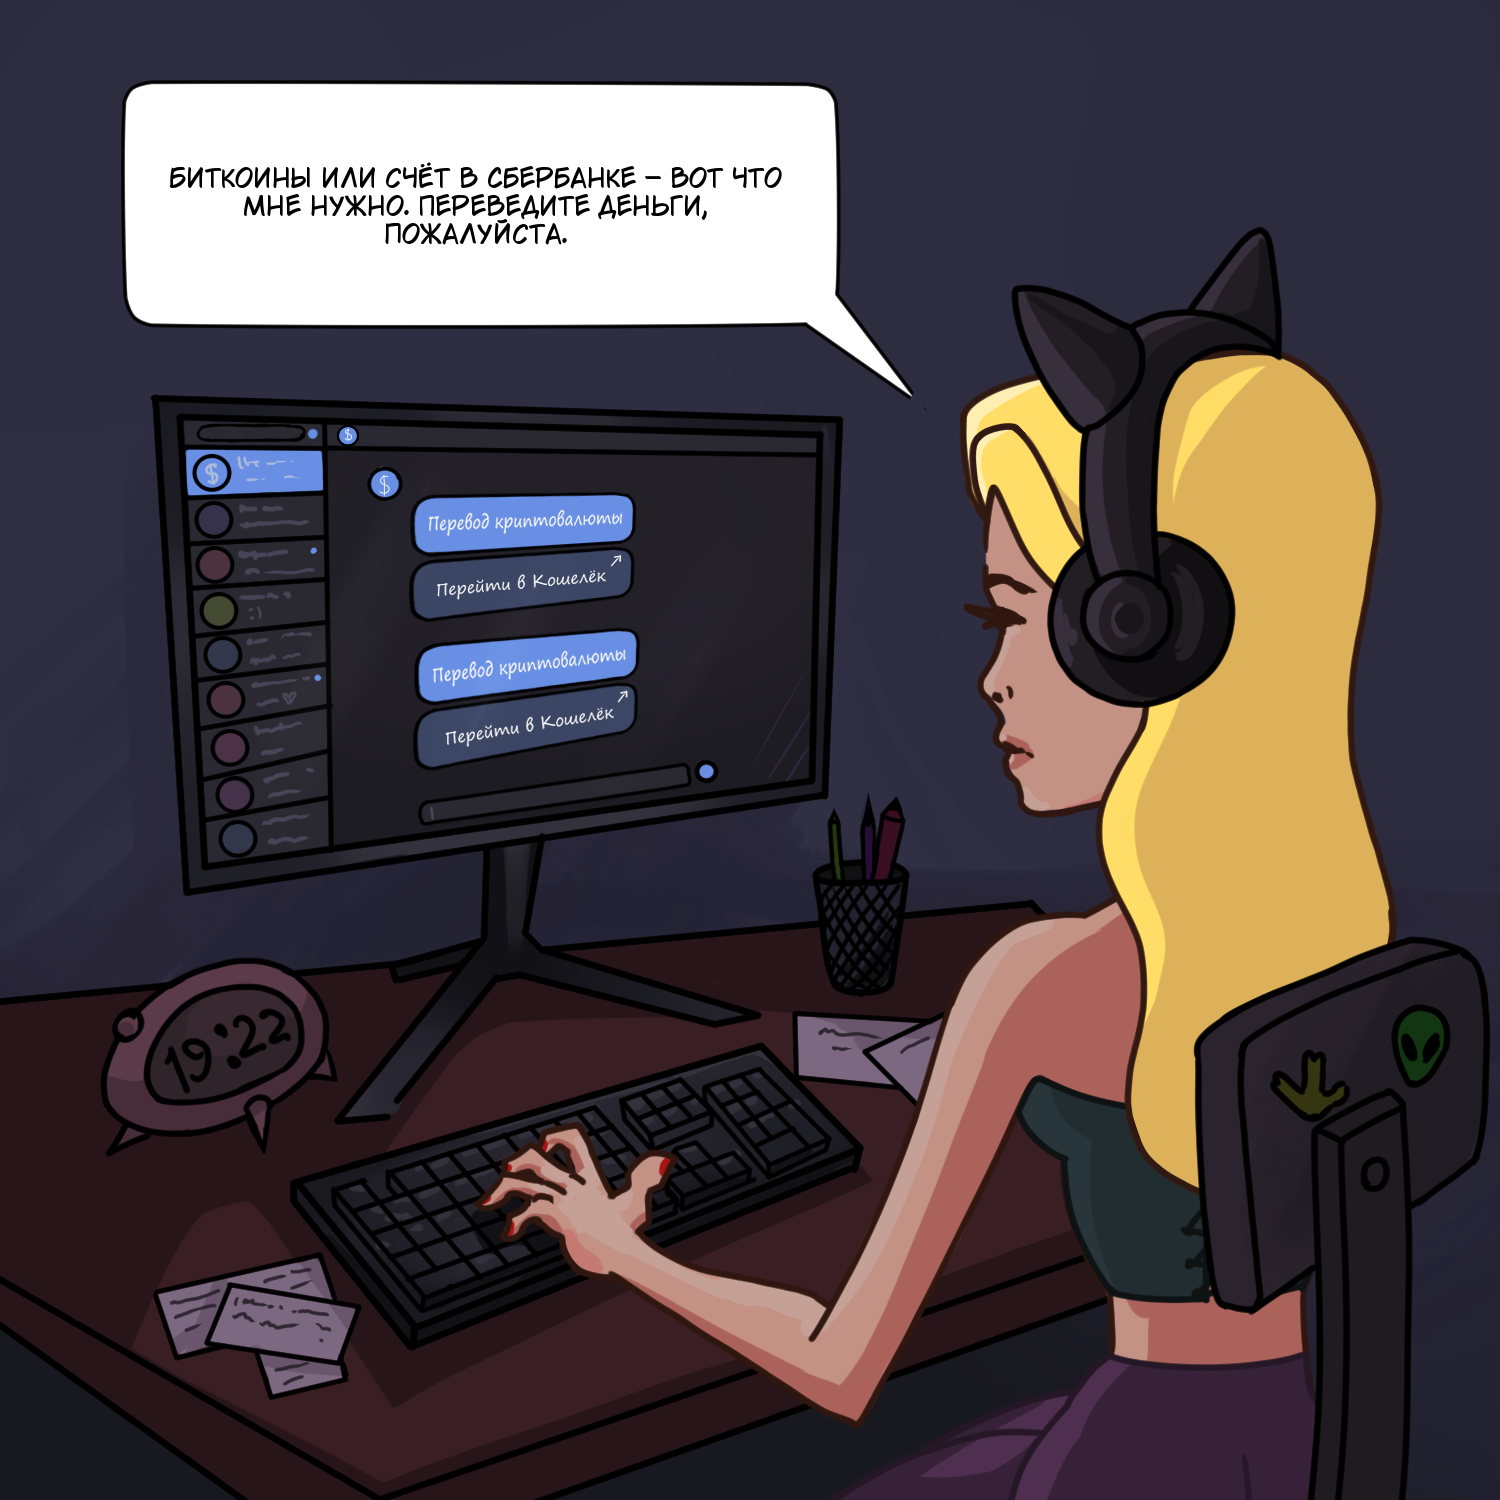 БИТКОИНЫ ИЛИ СЧЁТ В СБЕРБАНКЕ – ВОТ ЧТО
МНЕ НУЖНО. ПЕРЕВЕДИТЕ ДЕНЬГИ,
ПОЖАЛУЙСТА.
$
$
$
:)
Перевод криптовалюты
Перейти в Кошелёк
Перевод криптовалюты
Перейти в Кошелёк
19:22